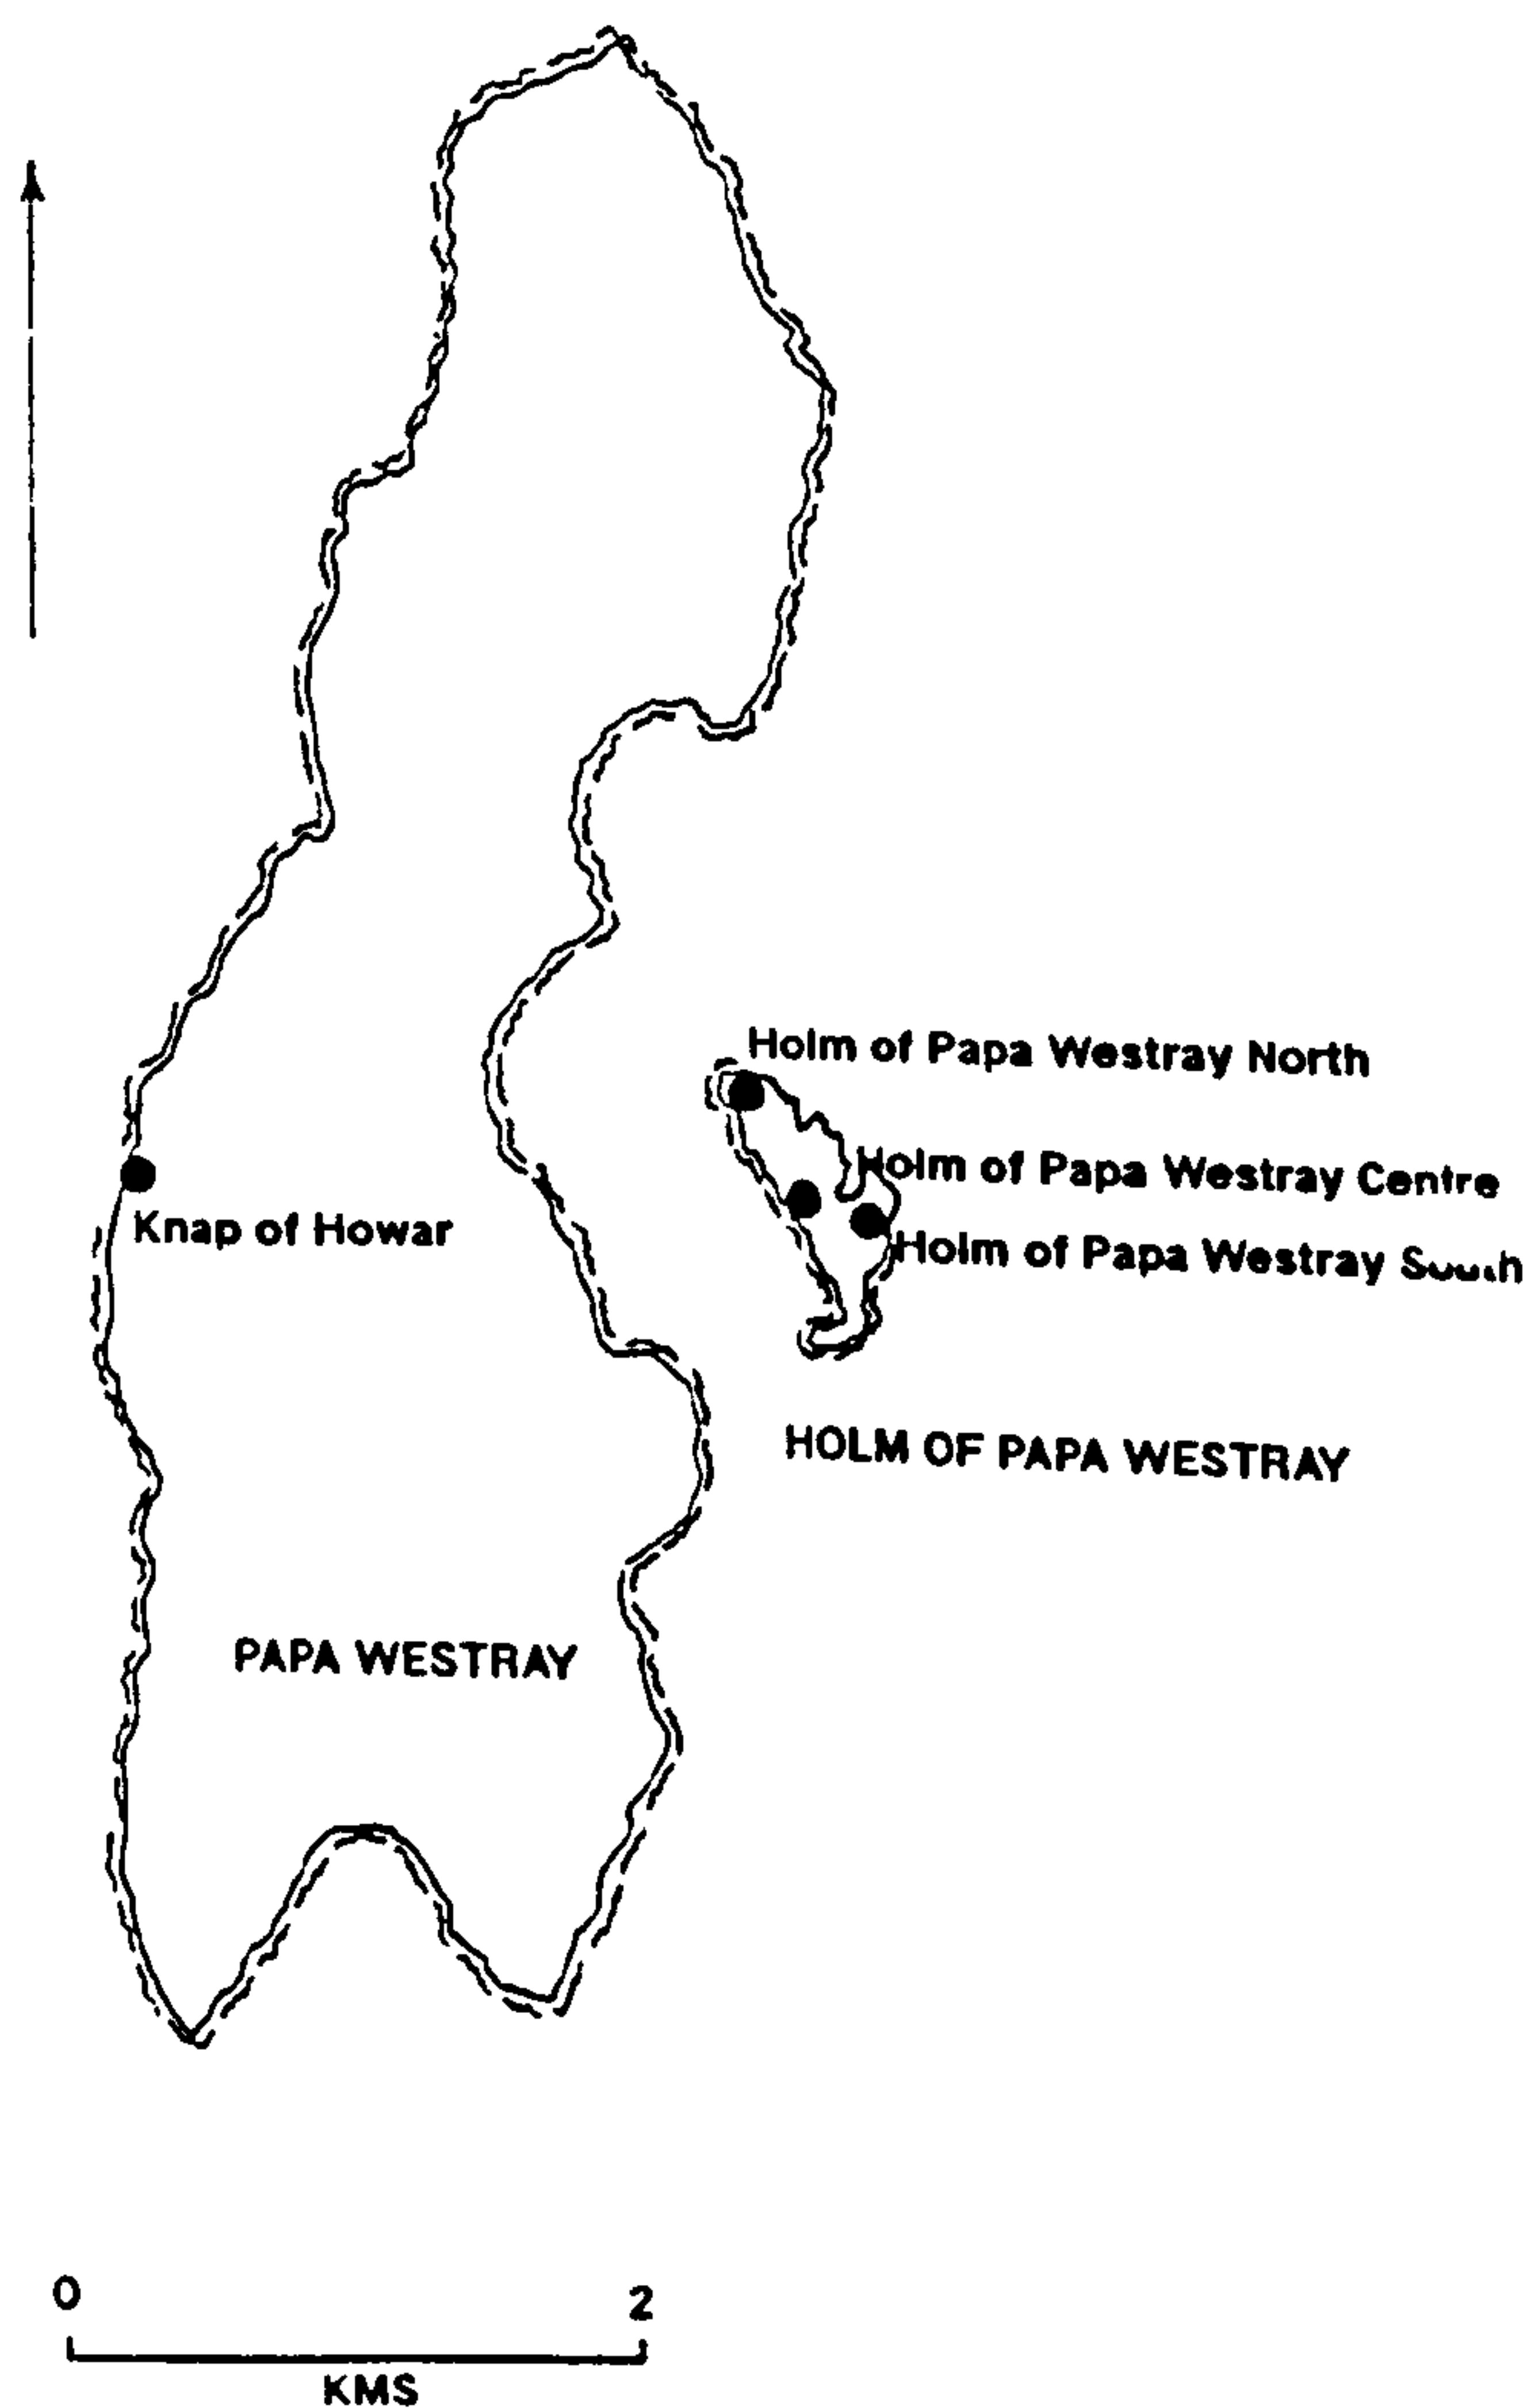 Holm of Papa Westray North
Holm of Papa Westray Centre
Knap of Howar
Holm of Papa Westray
HOLM OF PAPA WESTRAY
PAPA WESTRAY
0 2
KMS